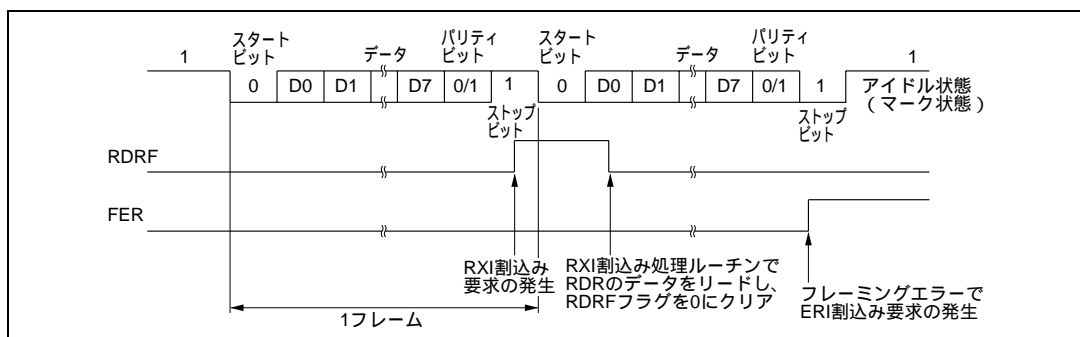 1
スタート
ビット
データ
パリティ
ビット
スタート
ビット
データ
パリティ
ビット
1
0 D0 D1 D7 0/1 1 0 D0 D1 D7 0/1 1
アイドル状態
(マーク状態)
ストップ
ビット
ストップ
ビット
RDRF
FER
RXI割込み
要求の発生
RXI割込み処理ルーチンで
RDRのデータをリードし、
RDRFフラグを0にクリア
フレーミングエラーで
ERI割込み要求の発生
1フレーム